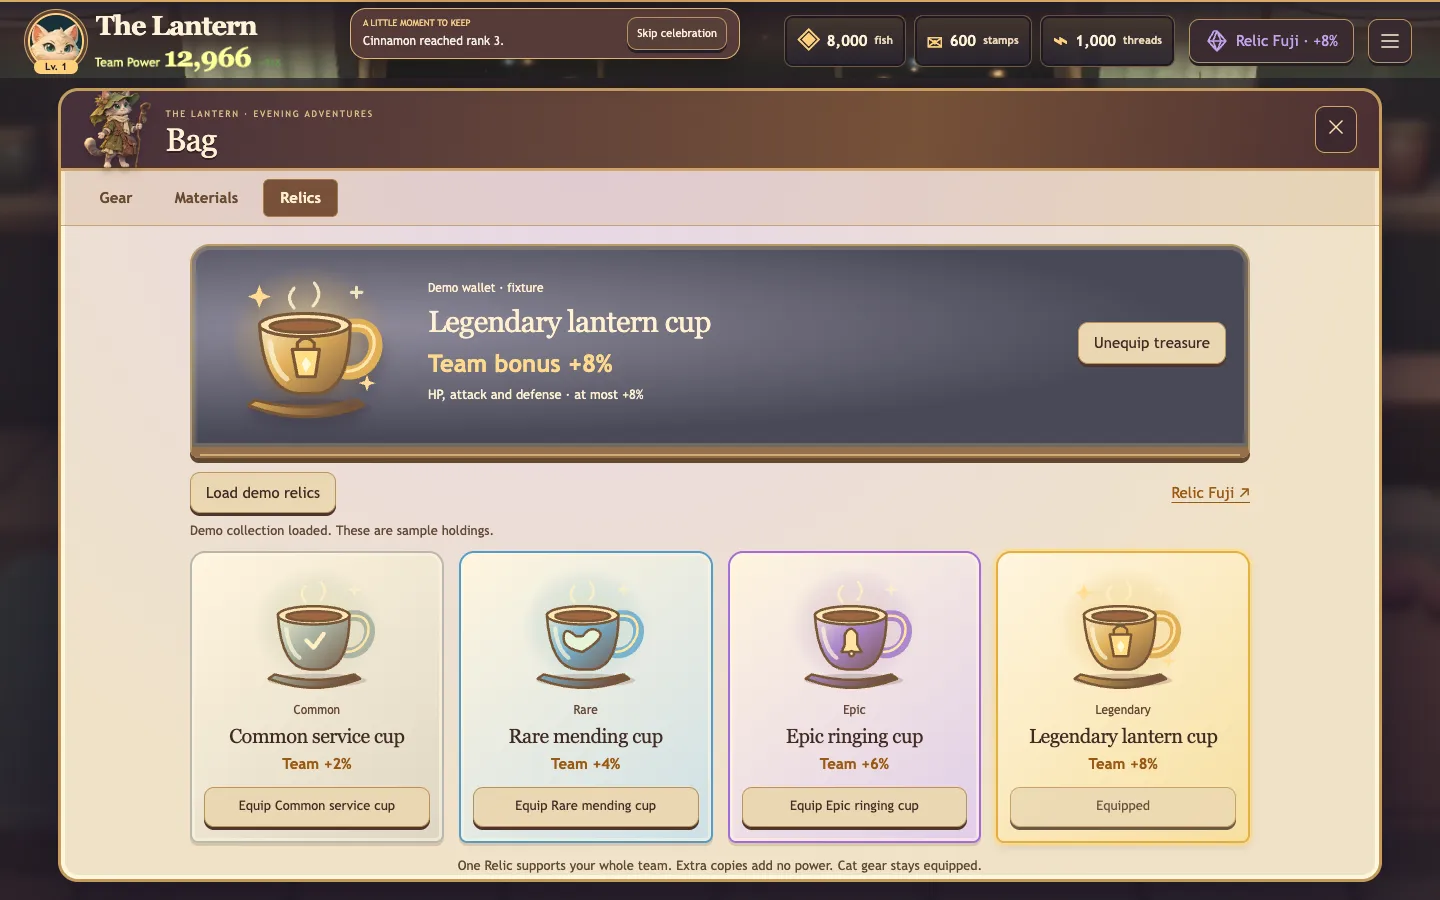 The Lantern
Lv. 1
Team Power 12,966
A LITTLE MOMENT TO KEEP
Cinnamon reached rank 3.
Skip celebration
8,000 fish
600 stamps
1,000 threads
Relic Fuji · +8%
THE LANTERN · EVENING ADVENTURES
Bag
Gear
Materials
Relics
Demo wallet · fixture
Legendary lantern cup
Team bonus +8%
HP, attack and defense · at most +8%
Unequip treasure
Load demo relics
Relic Fuji ↗
Demo collection loaded. These are sample holdings.
Common
Common service cup
Team +2%
Equip Common service cup
Rare
Rare mending cup
Team +4%
Equip Rare mending cup
Epic
Epic ringing cup
Team +6%
Equip Epic ringing cup
Legendary
Legendary lantern cup
Team +8%
Equipped
One Relic supports your whole team. Extra copies add no power. Cat gear stays equipped.